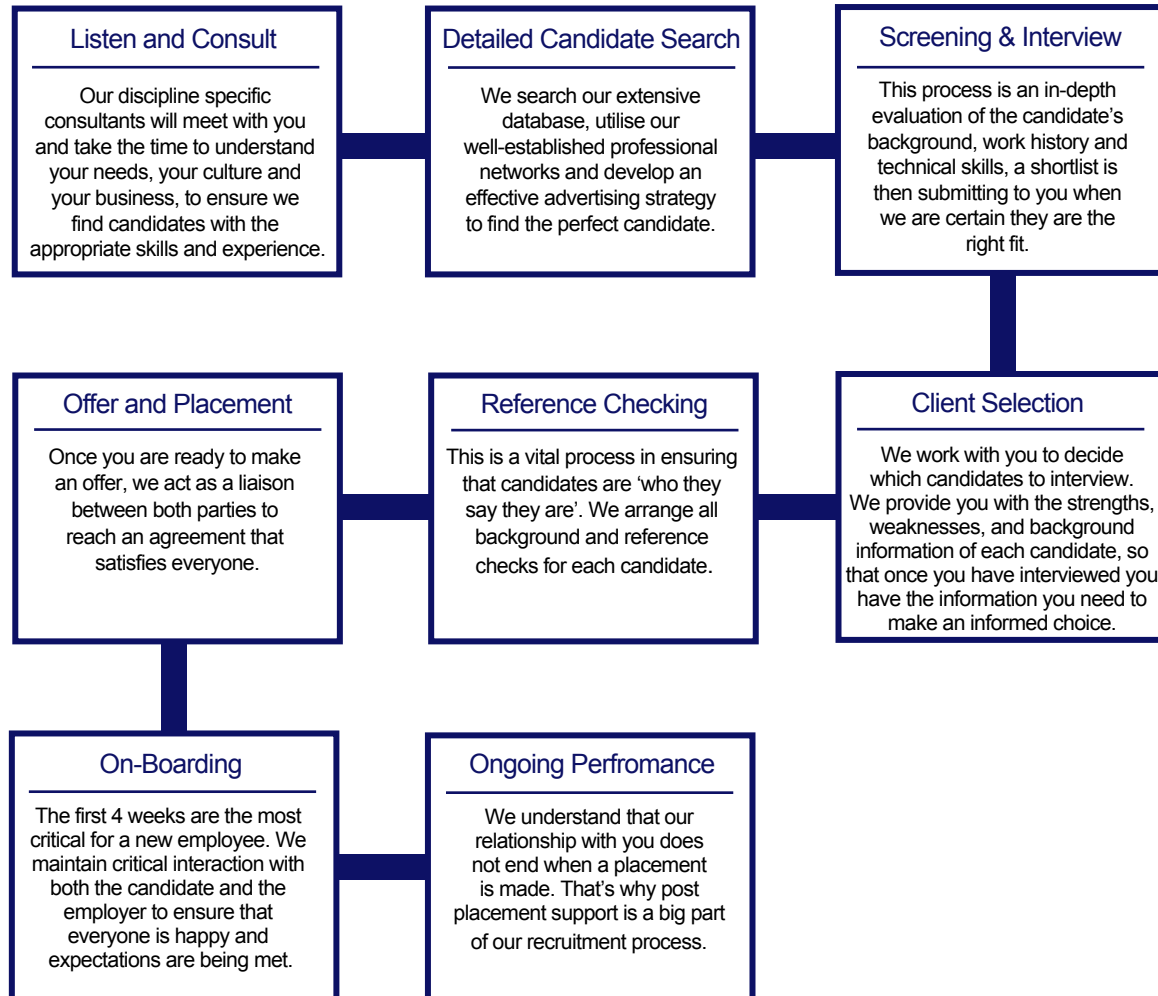 Listen and Consult
Our discipline specific
consultants will meet with you
and take the time to understand
your needs, your culture and
your business, to ensure we
find candidates with the
appropriate skills and experience.
Detailed Candidate Search
We search our extensive
database, utilise our
well-established professional
networks and develop an
effective advertising strategy
to find the perfect candidate.
Screening & Interview
This process is an in-depth
evaluation of the candidate’s
background, work history and
technical skills, a shortlist is
then submitting to you when
we are certain they are the
right fit.
Client Selection
We work with you to decide
which candidates to interview.
We provide you with the strengths,
weaknesses, and background
information of each candidate, so
that once you have interviewed you
have the information you need to
make an informed choice.
Reference Checking
This is a vital process in ensuring
that candidates are ‘who they
say they are’. We arrange all
background and reference
checks for each candidate.
Offer and Placement
Once you are ready to make
an offer, we act as a liaison
between both parties to
reach an agreement that
satisfies everyone.
On-Boarding
The first 4 weeks are the most
critical for a new employee. We
maintain critical interaction with
both the candidate and the
employer to ensure that
everyone is happy and
expectations are being met.
Ongoing Perfromance
We understand that our
relationship with you does
not end when a placement
is made. That’s why post
placement support is a big part
of our recruitment process.